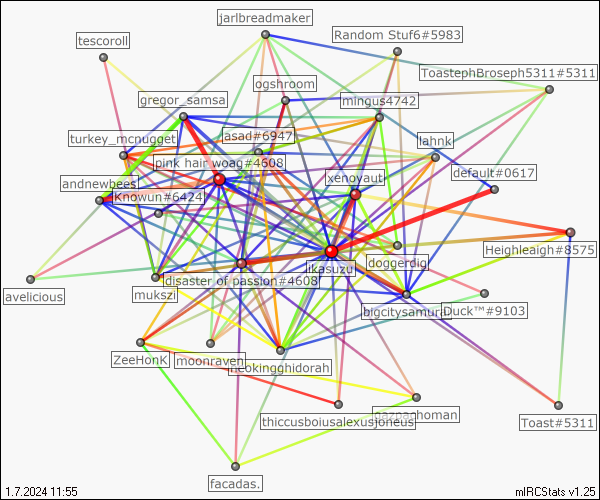 jarlbreadmaker
Random Stuf6#5983
tescoroll
ToastephBroseph5311#5311
ogshroom
gregor_samsa
mingus4742
turkey_mcnugget
asad#6947
lahnk
pink hair woag#4608
xenoyaut
default#0617
andnewbees
Knowun#6424
Heighleaigh#8575
doggerdig
ikasuzu
disaster of passion#4608
avelicious
mukszi
bigcitysamurai
Duck™#9103
ZeeHonK
moonraven
neokingghidorah
gazpachoman
thiccusboiusalexusjoneus
Toast#5311
facadas.
1.7.2024 11:55
mIRCStats v1.25